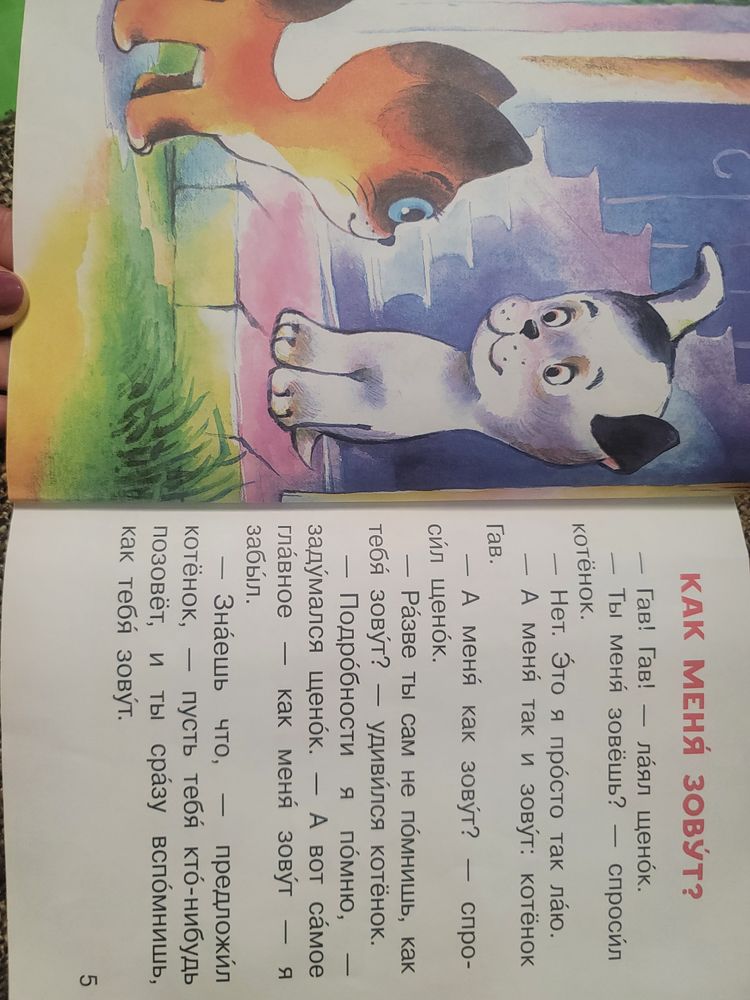 КАК МЕНЯ́ ЗОВУ́Т?
— Гав! Гав! — ла́ял щено́к.
— Ты меня́ зовёшь? — спроси́л
котёнок.
— Нет. Э́то я про́сто так ла́ю.
— А меня́ так и зову́т: котёнок
Гав.
— А меня́ как зову́т? — спро-
си́л щено́к.
— Ра́зве ты сам не по́мнишь, как
тебя́ зову́т? — удиви́лся котёнок.
— Подро́бности я по́мню, —
заду́мался щено́к. — А вот са́мое
гла́вное — как меня́ зову́т — я
забы́л.
— Зна́ешь что, — предложи́л
котёнок, — пусть тебя́ кто́-нибудь
позовёт, и ты сра́зу вспо́мнишь,
как тебя́ зову́т.
5